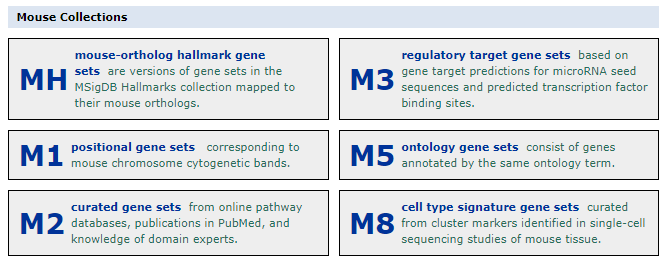 Mouse Collections
MH
mouse-ortholog hallmark gene
sets are versions of gene sets in the
MSigDB Hallmarks collection mapped to
their mouse orthologs.
M1
positional gene sets corresponding to
mouse chromosome cytogenetic bands.
M2
curated gene sets from online pathway
databases, publications in PubMed, and
knowledge of domain experts.
M3
regulatory target gene sets based on
gene target predictions for microRNA seed
sequences and predicted transcription factor
binding sites.
M5
ontology gene sets consist of genes
annotated by the same ontology term.
M8
cell type signature gene sets curated
from cluster markers identified in single-cell
sequencing studies of mouse tissue.